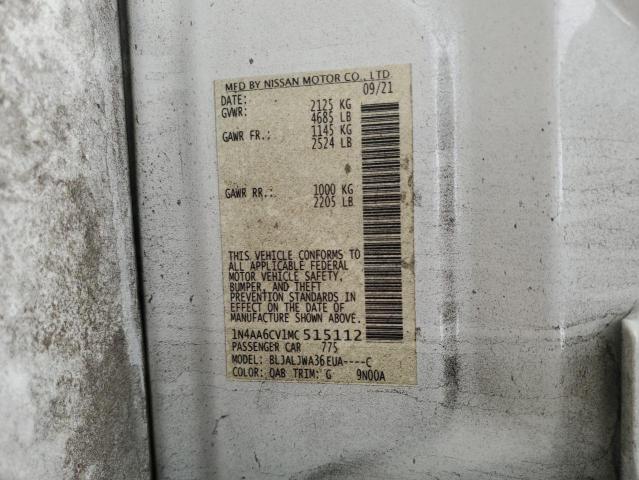 MFD BY NISSAN MOTOR CO., LTD
DATE: 09/21
GVWR: 2125 KG
4685 LB
GAWR FR.: 1145 KG
2524 LB
GAWR RR.: 1000 KG
2205 LB
THIS VEHICLE CONFORMS TO
ALL APPLICABLE FEDERAL
MOTOR VEHICLE SAFETY,
BUMPER, AND THEFT
PREVENTION STANDARDS IN
EFFECT ON THE DATE OF
MANUFACTURE SHOWN ABOVE.
1N4AA6CV1MC515112
PASSENGER CAR 775
MODEL: BLJALJWA36EUA----C
COLOR: QAB TRIM: G 9N00A